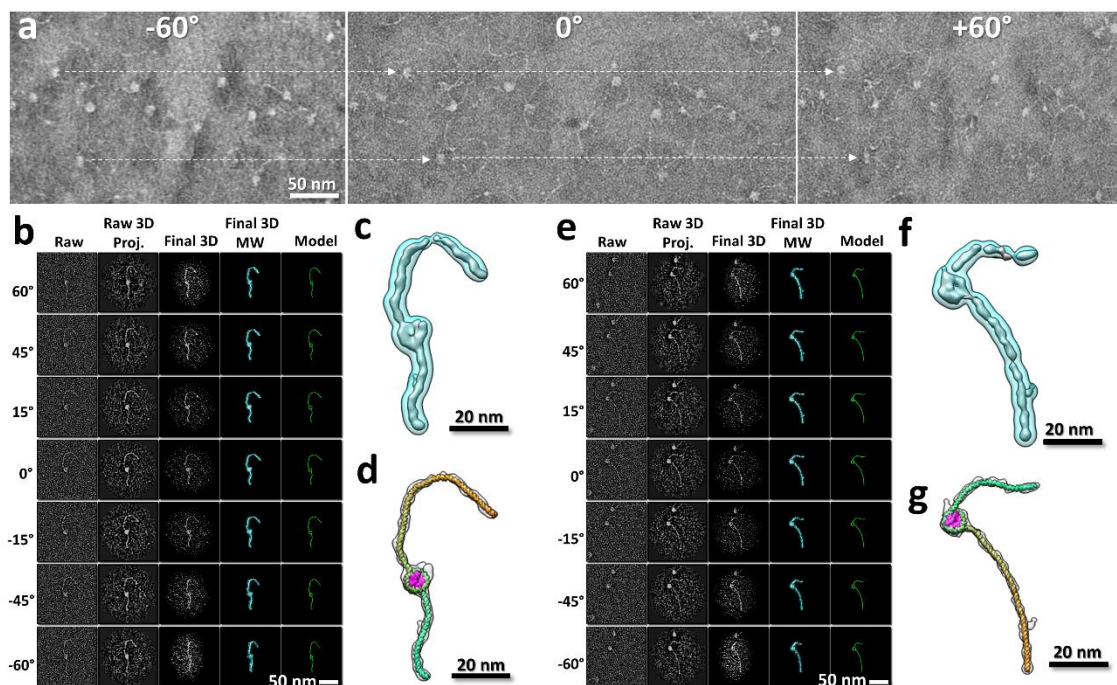 a
-60°
0°
+60°
50 nm
b
Raw
Raw 3D
Proj.
Final 3D
Final 3D
MW
Model
60°
45°
15°
0°
-15°
-45°
-60°
50 nm
c
20 nm
d
20 nm
e
Raw
Raw 3D
Proj.
Final 3D
Final 3D
MW
Model
60°
45°
15°
0°
-15°
-45°
-60°
50 nm
f
20 nm
g
20 nm